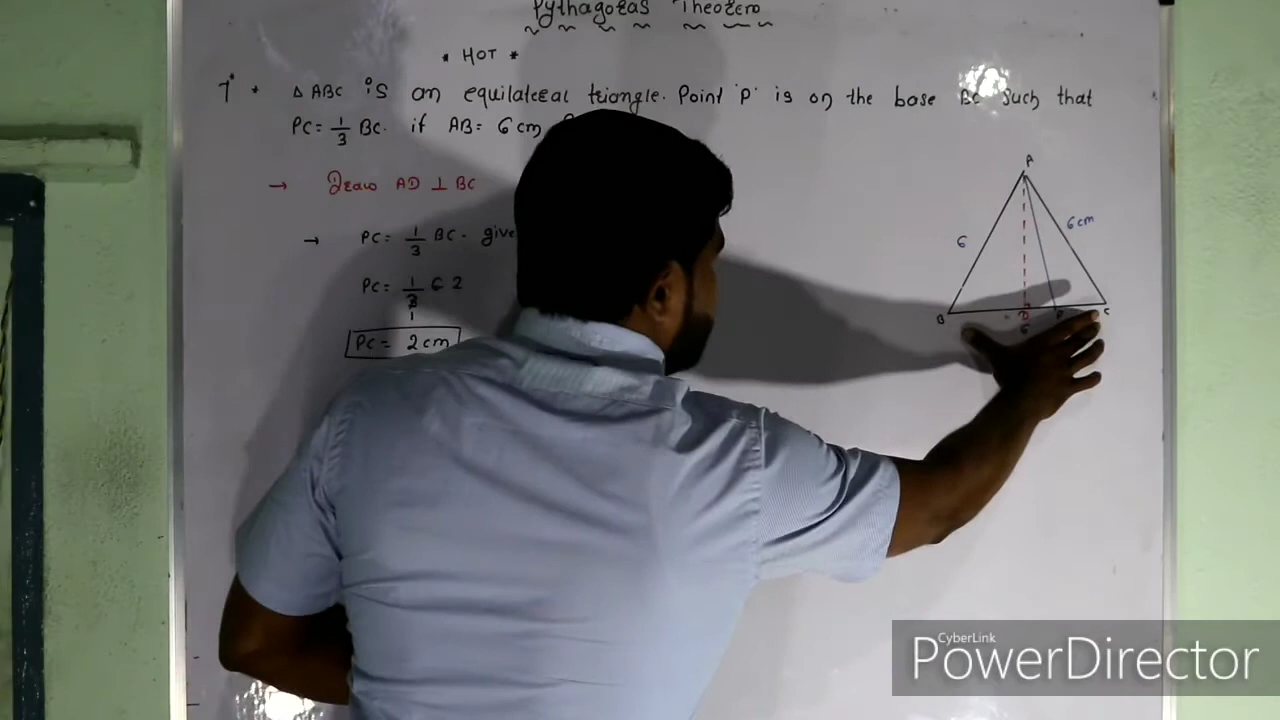 Pythagoras Theorem
* HOT *
7* * Δ ABC is an equilateral triangle. Point 'P' is on the base BC such that
PC = 1/3 BC. if AB = 6 cm
→ Draw AD ⊥ BC
→ PC = 1/3 BC - give
PC = 1/3 6 2
1
PC = 2 cm
A
6
6 cm
B D P C
6
CyberLink
PowerDirector